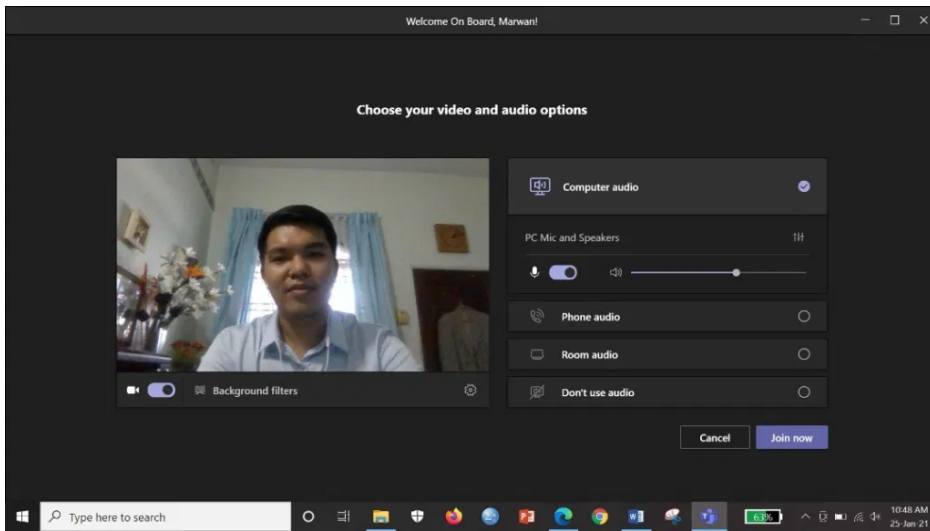 Welcome On Board, Marwan!
Choose your video and audio options
Computer audio
PC Mic and Speakers
Phone audio
Room audio
Don't use audio
Background filters
Cancel
Join now
Type here to search
63%
10:48 AM
25-Jan-21